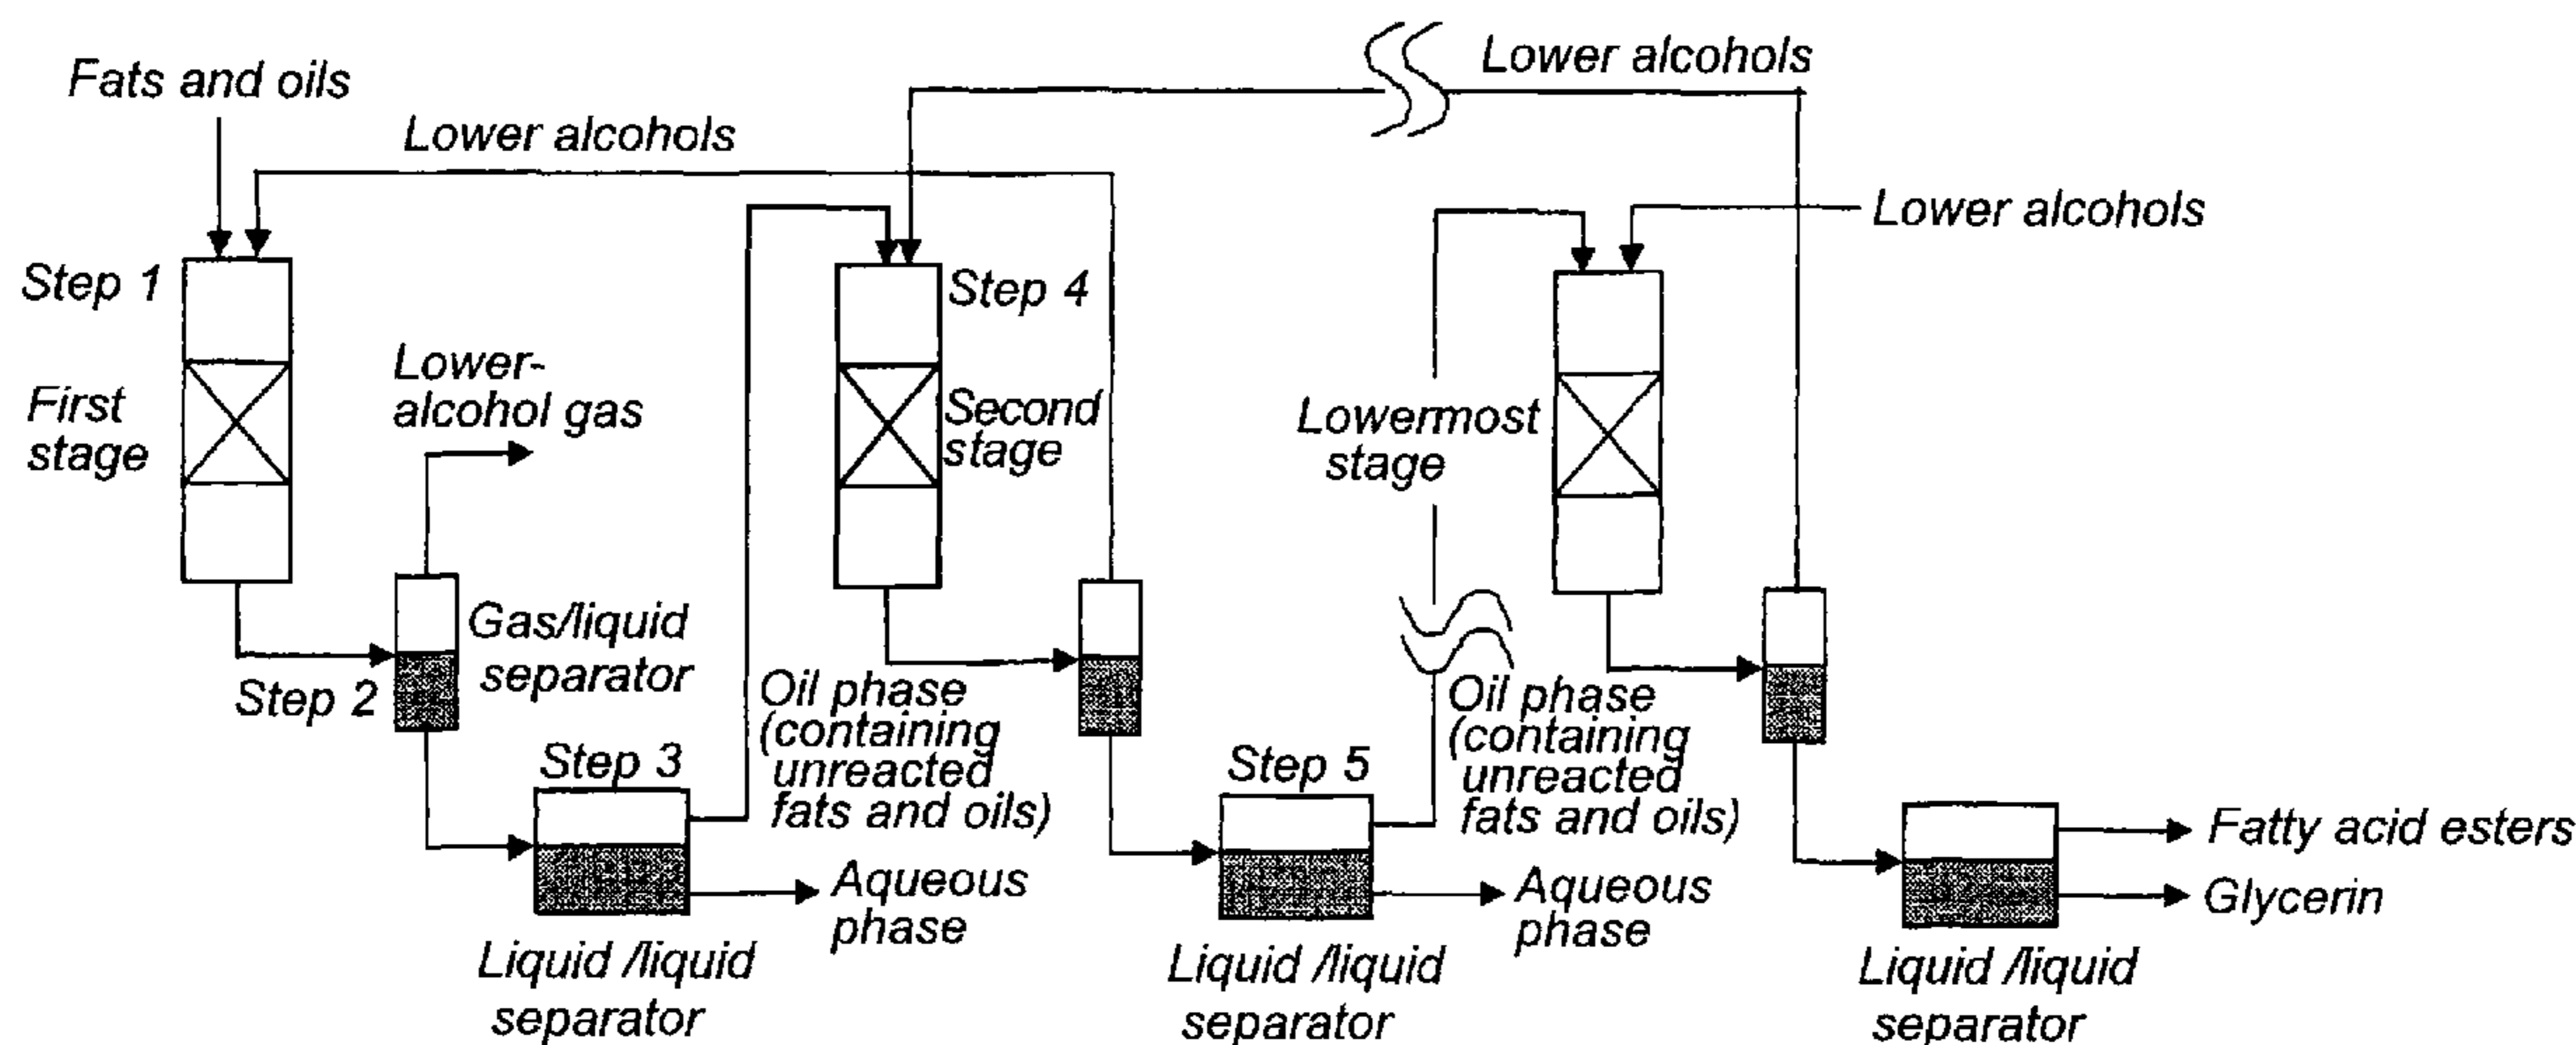 Fats and oils
Lower alcohols
Lower alcohols
Lower alcohols
Step 1
First
stage
Lower-
alcohol gas
Step 4
Second
stage
Lowermost
stage
Gas/liquid
separator
Step 2
Step 3
Oil phase
(containing
unreacted
fats and oils)
Aqueous
phase
Liquid /liquid
separator
Step 5
Oil phase
(containing
unreacted
fats and oils)
Aqueous
phase
Liquid /liquid
separator
Fatty acid esters
Glycerin
Liquid /liquid
separator